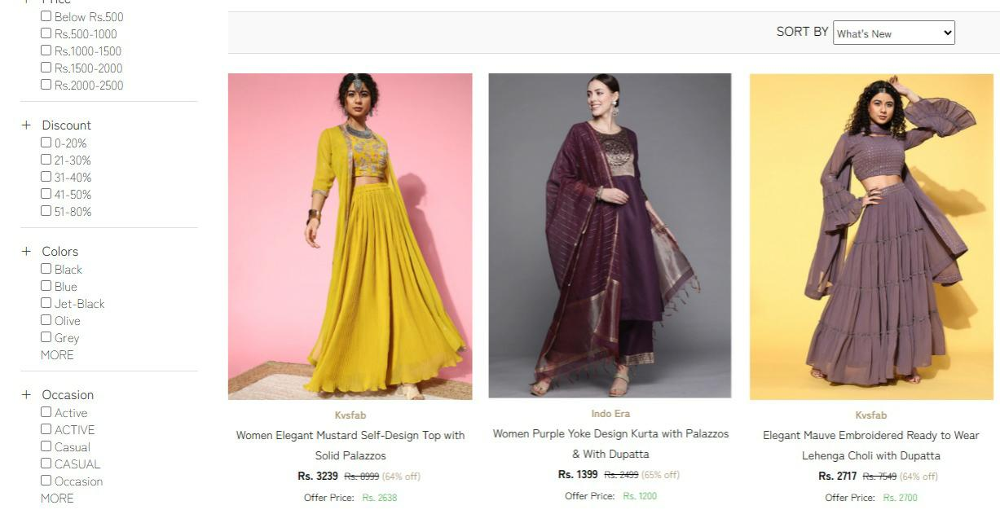 Price
Below Rs.500
Rs.500-1000
Rs.1000-1500
Rs.1500-2000
Rs.2000-2500
+ Discount
0-20%
21-30%
31-40%
41-50%
51-80%
+ Colors
Black
Blue
Jet-Black
Olive
Grey
MORE
+ Occasion
Active
ACTIVE
Casual
CASUAL
Occasion
MORE
SORT BY What's New
Kvsfab
Women Elegant Mustard Self-Design Top with
Solid Palazzos
Rs. 3239 Rs. 8999 (64% off)
Offer Price: Rs. 2638
Indo Era
Women Purple Yoke Design Kurta with Palazzos
& With Dupatta
Rs. 1399 Rs. 2499 (65% off)
Offer Price: Rs. 1200
Kvsfab
Elegant Mauve Embroidered Ready to Wear
Lehenga Choli with Dupatta
Rs. 2717 Rs. 7549 (64% off)
Offer Price: Rs. 2700